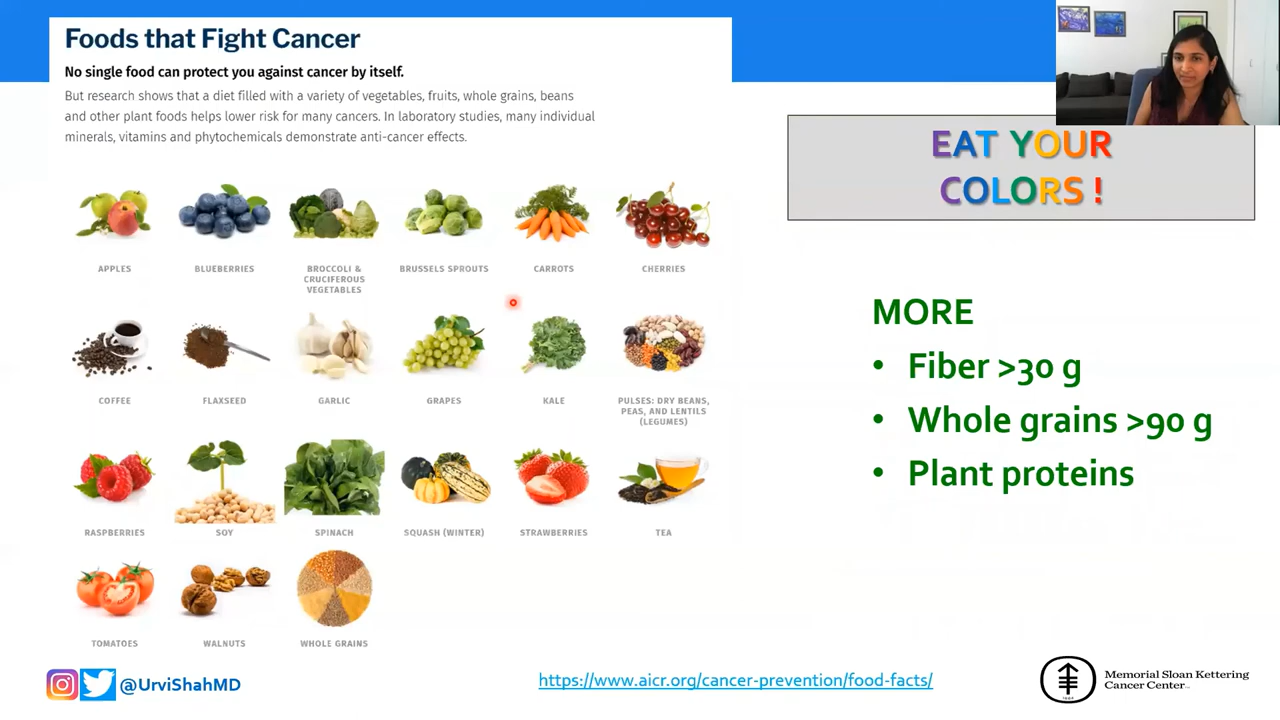 Foods that Fight Cancer
No single food can protect you against cancer by itself.
But research shows that a diet filled with a variety of vegetables, fruits, whole grains, beans
and other plant foods helps lower risk for many cancers. In laboratory studies, many individual
minerals, vitamins and phytochemicals demonstrate anti-cancer effects.
EAT YOUR
COLORS !
APPLES
BLUEBERRIES
BROCCOLI &
CRUCIFEROUS
VEGETABLES
BRUSSELS SPROUTS
CARROTS
CHERRIES
COFFEE
FLAXSEED
GARLIC
GRAPES
KALE
PULSES: DRY BEANS,
PEAS, AND LENTILS
(LEGUMES)
RASPBERRIES
SOY
SPINACH
SQUASH (WINTER)
STRAWBERRIES
TEA
TOMATOES
WALNUTS
WHOLE GRAINS
MORE
• Fiber >30 g
• Whole grains >90 g
• Plant proteins
@UrviShahMD
https://www.aicr.org/cancer-prevention/food-facts/
Memorial Sloan Kettering
Cancer Center